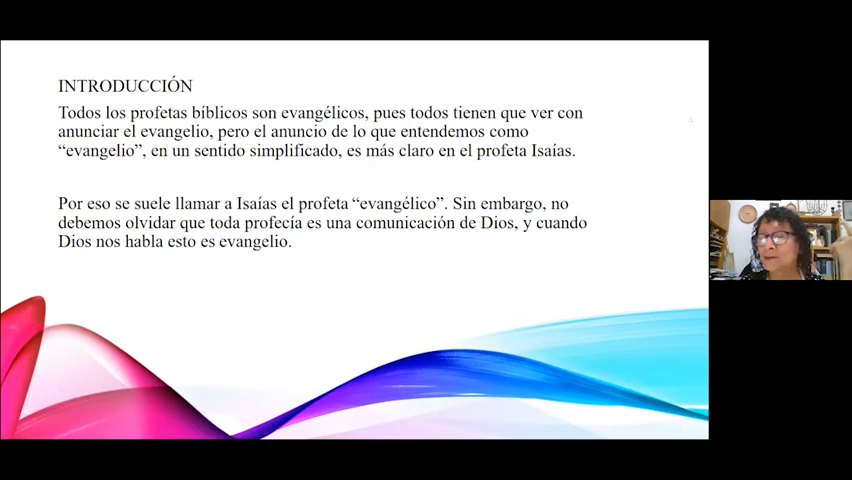 INTRODUCCIÓN
Todos los profetas bíblicos son evangélicos, pues todos tienen que ver con
anunciar el evangelio, pero el anuncio de lo que entendemos como
“evangelio”, en un sentido simplificado, es más claro en el profeta Isaías.
Por eso se suele llamar a Isaías el profeta “evangélico”. Sin embargo, no
debemos olvidar que toda profecía es una comunicación de Dios, y cuando
Dios nos habla esto es evangelio.